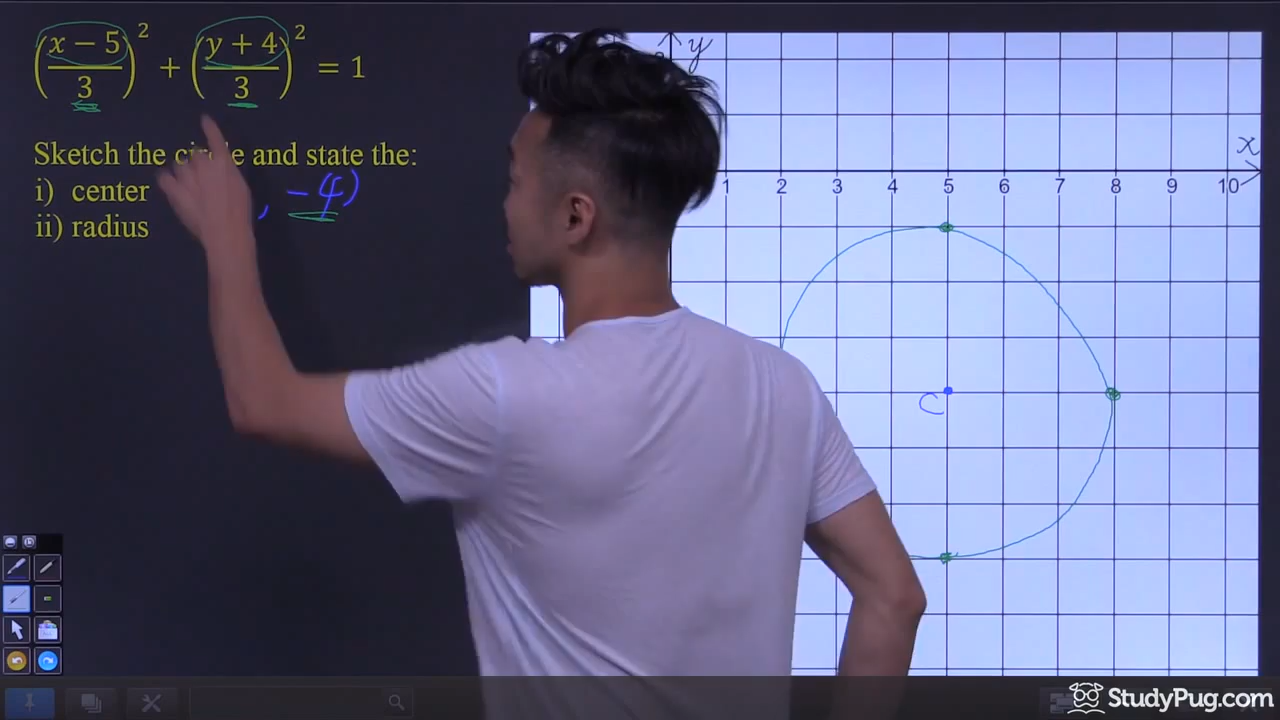 (x − 5 / 3)² + (y + 4 / 3)² = 1
Sketch the circle and state the:
i) center , −4)
ii) radius
y
x
1 2 3 4 5 6 7 8 9 10
C
StudyPug.com